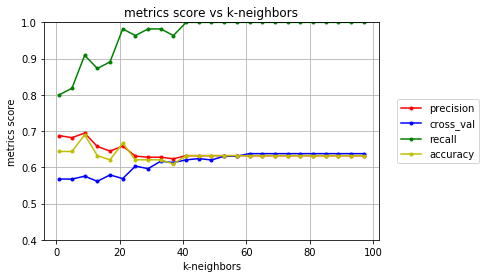 metrics score vs k-neighbors
metrics score
1.0
0.9
0.8
0.7
0.6
0.5
0.4
0
20
40
60
80
100
k-neighbors
precision
cross_val
recall
accuracy